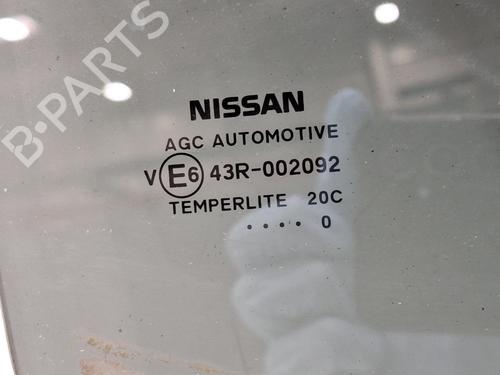 B-PARTS
NISSAN
AGC AUTOMOTIVE
V E6 43R-002092
TEMPERLITE 20C
.... 0